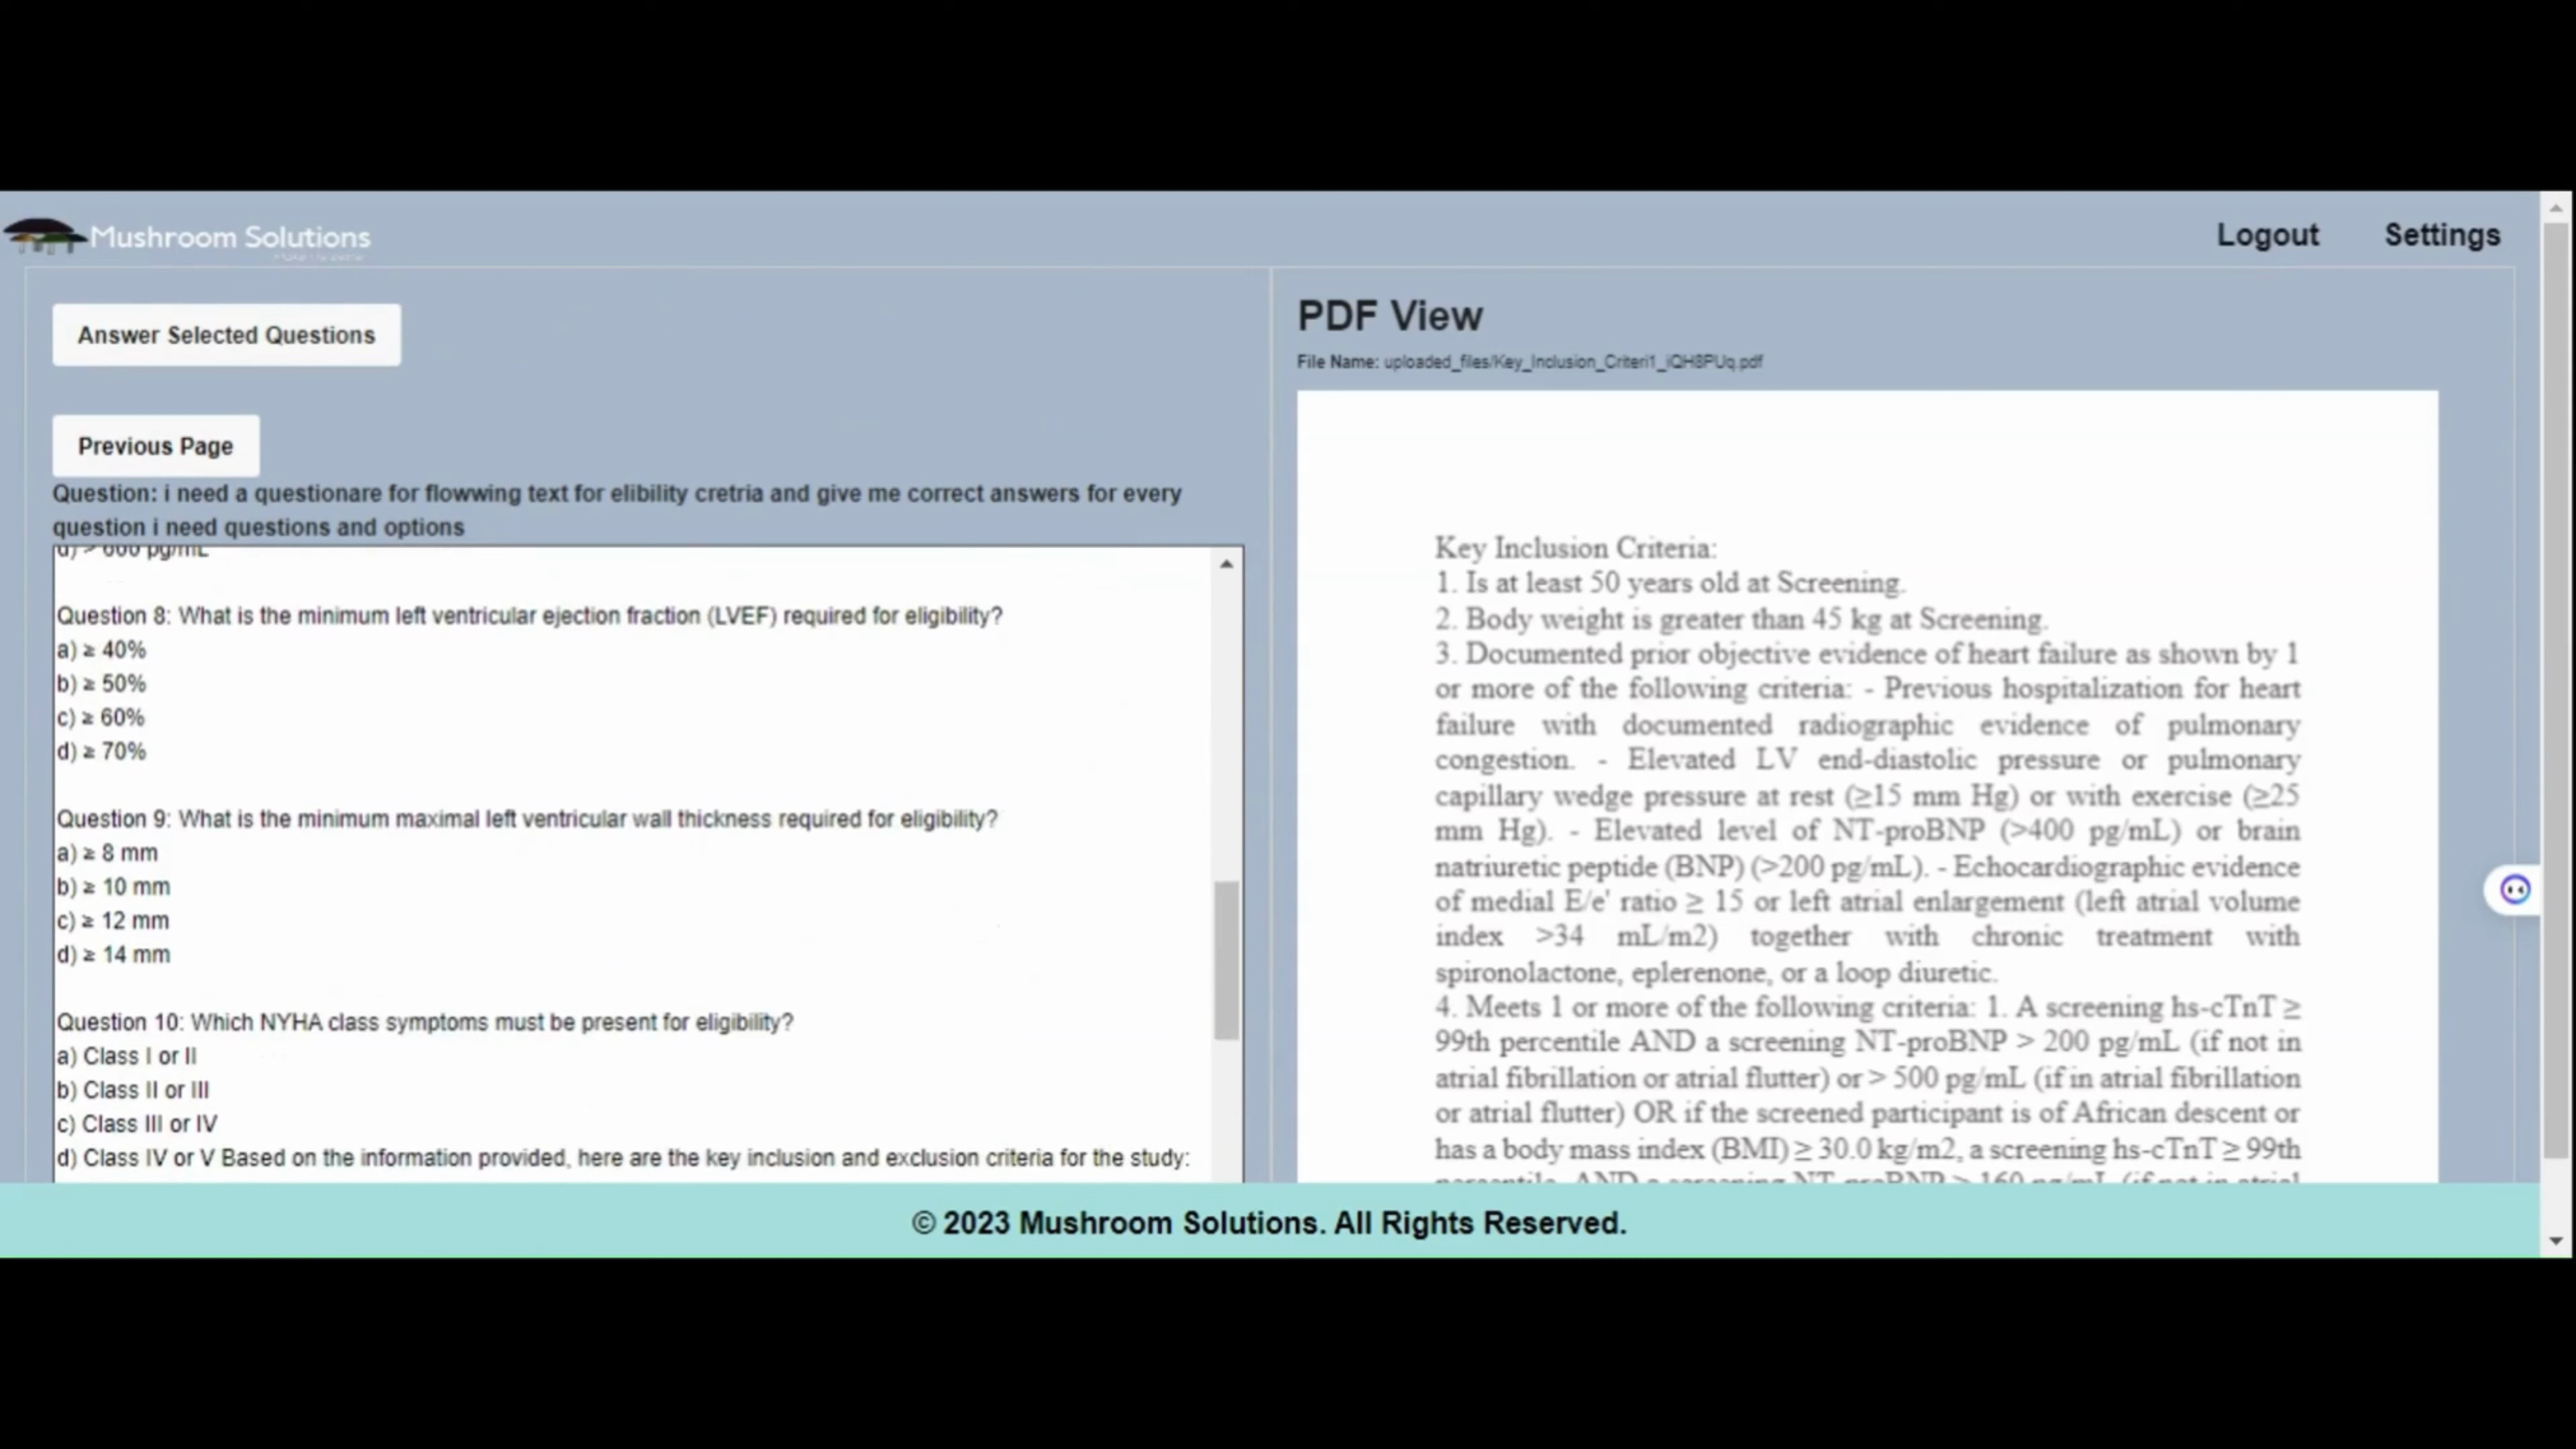 Mushroom Solutions
Logout
Settings
Answer Selected Questions
Previous Page
Question: i need a questionare for flowwing text for elibility cretria and give me correct answers for every
question i need questions and options
d) > 600 pg/mL
Question 8: What is the minimum left ventricular ejection fraction (LVEF) required for eligibility?
a) ≥ 40%
b) ≥ 50%
c) ≥ 60%
d) ≥ 70%
Question 9: What is the minimum maximal left ventricular wall thickness required for eligibility?
a) ≥ 8 mm
b) ≥ 10 mm
c) ≥ 12 mm
d) ≥ 14 mm
Question 10: Which NYHA class symptoms must be present for eligibility?
a) Class I or II
b) Class II or III
c) Class III or IV
d) Class IV or V Based on the information provided, here are the key inclusion and exclusion criteria for the study:
PDF View
File Name: uploaded_files/Key_Inclusion_Criteri1_iQH8PUq.pdf
Key Inclusion Criteria:
1. Is at least 50 years old at Screening.
2. Body weight is greater than 45 kg at Screening.
3. Documented prior objective evidence of heart failure as shown by 1
or more of the following criteria: - Previous hospitalization for heart
failure with documented radiographic evidence of pulmonary
congestion. - Elevated LV end-diastolic pressure or pulmonary
capillary wedge pressure at rest (≥15 mm Hg) or with exercise (≥25
mm Hg). - Elevated level of NT-proBNP (>400 pg/mL) or brain
natriuretic peptide (BNP) (>200 pg/mL). - Echocardiographic evidence
of medial E/e' ratio ≥ 15 or left atrial enlargement (left atrial volume
index >34 mL/m2) together with chronic treatment with
spironolactone, eplerenone, or a loop diuretic.
4. Meets 1 or more of the following criteria: 1. A screening hs-cTnT ≥
99th percentile AND a screening NT-proBNP > 200 pg/mL (if not in
atrial fibrillation or atrial flutter) or > 500 pg/mL (if in atrial fibrillation
or atrial flutter) OR if the screened participant is of African descent or
has a body mass index (BMI) ≥ 30.0 kg/m2, a screening hs-cTnT ≥ 99th
percentile AND a screening NT-proBNP > 160 pg/mL (if not in atrial
© 2023 Mushroom Solutions. All Rights Reserved.